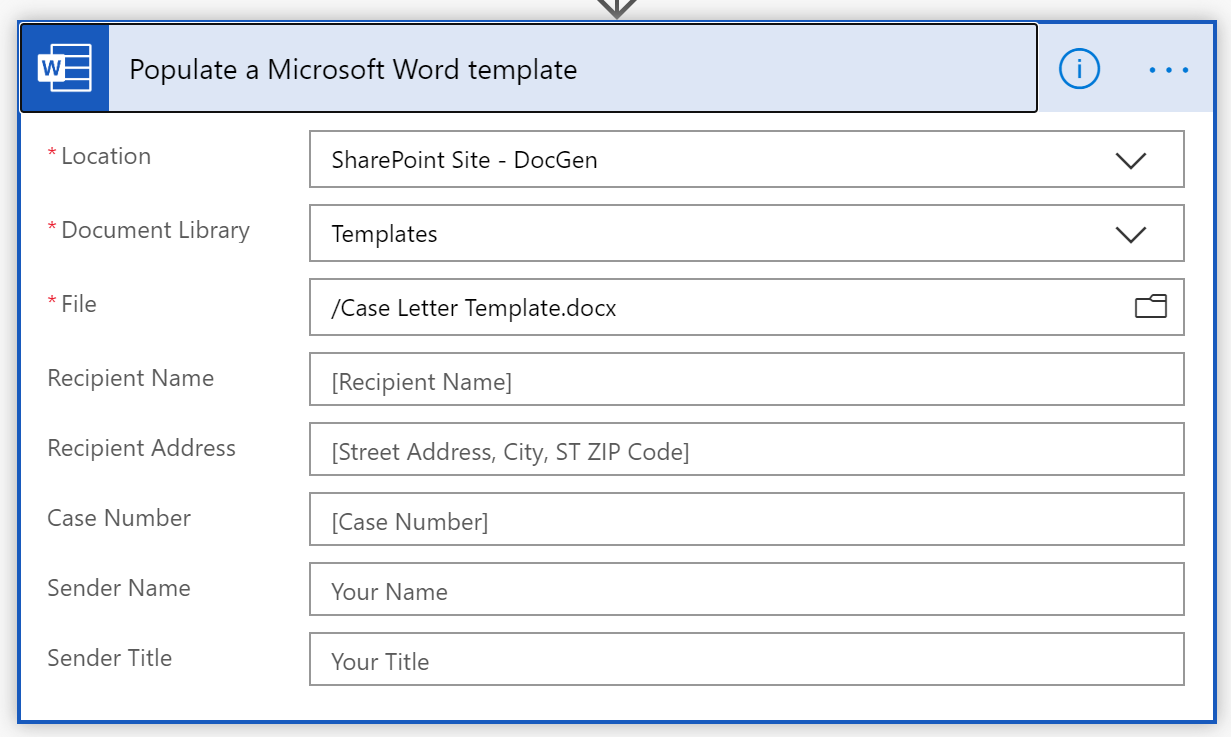 W Populate a Microsoft Word template i ...
* Location SharePoint Site - DocGen
* Document Library Templates
* File /Case Letter Template.docx
Recipient Name [Recipient Name]
Recipient Address [Street Address, City, ST ZIP Code]
Case Number [Case Number]
Sender Name Your Name
Sender Title Your Title